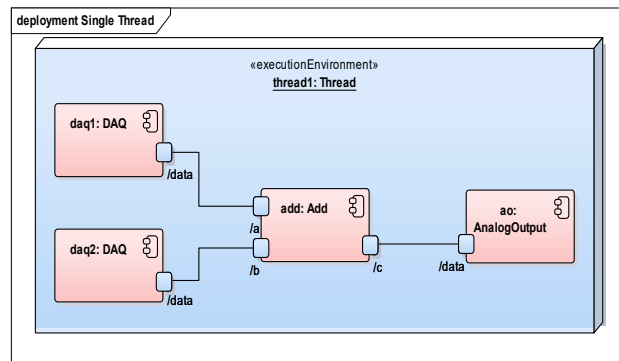 deployment Single Thread
«executionEnvironment»
thread1: Thread
daq1: DAQ
/data
add: Add
/a
/b
/c
ao:
AnalogOutput
/data
daq2: DAQ
/data